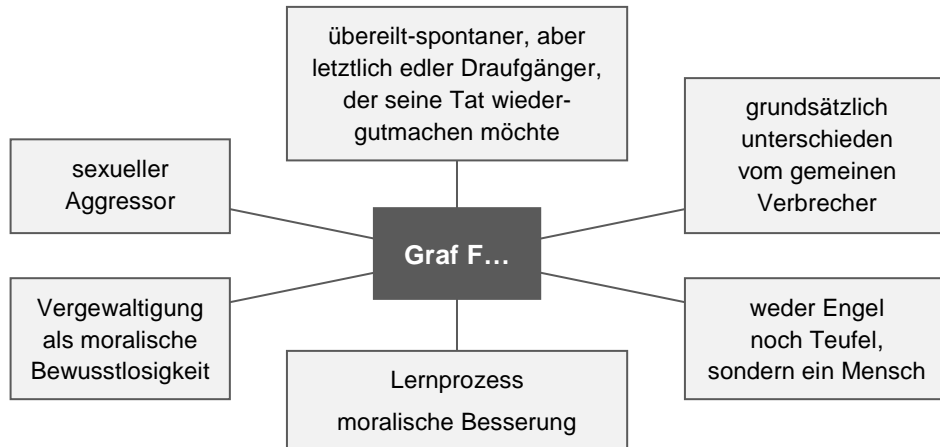 übereilt-spontaner, aber
letztlich edler Draufgänger,
der seine Tat wieder-
gutmachen möchte
grundsätzlich
unterschieden
vom gemeinen
Verbrecher
sexueller
Aggressor
Graf F…
Vergewaltigung
als moralische
Bewusstlosigkeit
weder Engel
noch Teufel,
sondern ein Mensch
Lernprozess
moralische Besserung